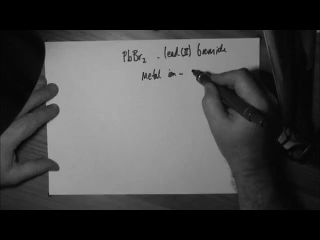 PbBr₂ - lead (II) bromide
Metal ion -